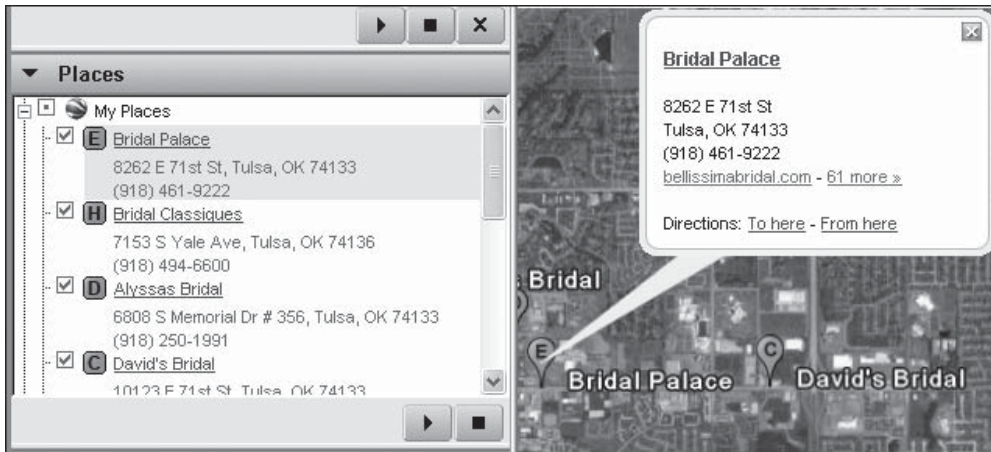 Places
My Places
E Bridal Palace
8262 E 71st St, Tulsa, OK 74133
(918) 461-9222
H Bridal Classiques
7153 S Yale Ave, Tulsa, OK 74136
(918) 494-6600
D Alyssas Bridal
6808 S Memorial Dr # 356, Tulsa, OK 74133
(918) 250-1991
C David's Bridal
10123 E 71st St, Tulsa, OK 74133
Bridal Palace
8262 E 71st St
Tulsa, OK 74133
(918) 461-9222
bellissimabridal.com - 61 more »
Directions: To here - From here
s Bridal
E
C
Bridal Palace
David's Bridal